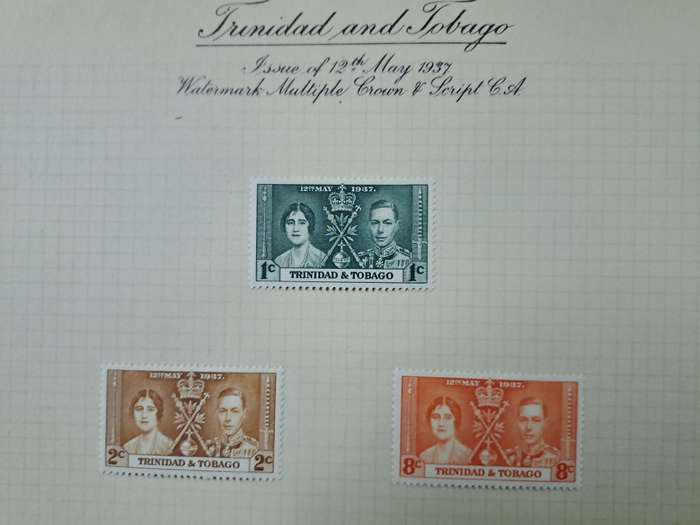 Trinidad and Tobago
Issue of 12th May 1937
Watermark Multiple Crown & Script C.A
12TH MAY 1937.
1c TRINIDAD & TOBAGO 1c
12TH MAY 1937.
2c TRINIDAD & TOBAGO 2c
12TH MAY 1937.
8c TRINIDAD & TOBAGO 8c